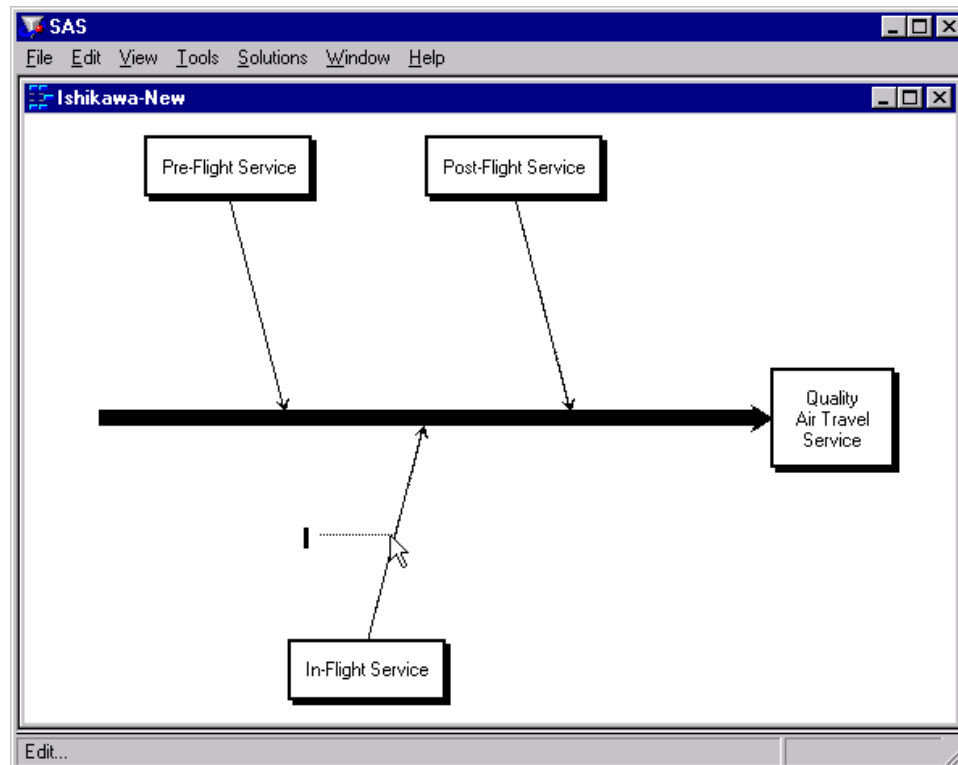 SAS
File Edit View Tools Solutions Window Help
Ishikawa-New
Pre-Flight Service
Post-Flight Service
Quality
Air Travel
Service
In-Flight Service
Edit...